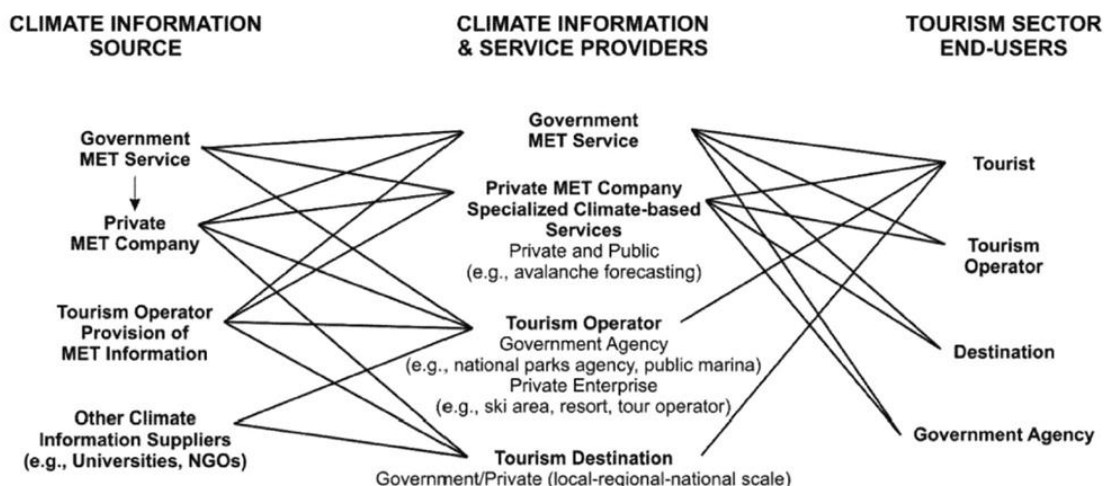 CLIMATE INFORMATION
SOURCE
CLIMATE INFORMATION
& SERVICE PROVIDERS
TOURISM SECTOR
END-USERS
Government
MET Service
Private
MET Company
Tourism Operator
Provision of
MET Information
Other Climate
Information Suppliers
(e.g., Universities, NGOs)
Government
MET Service
Private MET Company
Specialized Climate-based
Services
Private and Public
(e.g., avalanche forecasting)
Tourism Operator
Government Agency
(e.g., national parks agency, public marina)
Private Enterprise
(e.g., ski area, resort, tour operator)
Tourism Destination
Government/Private (local-regional-national scale)
Tourist
Tourism
Operator
Destination
Government Agency